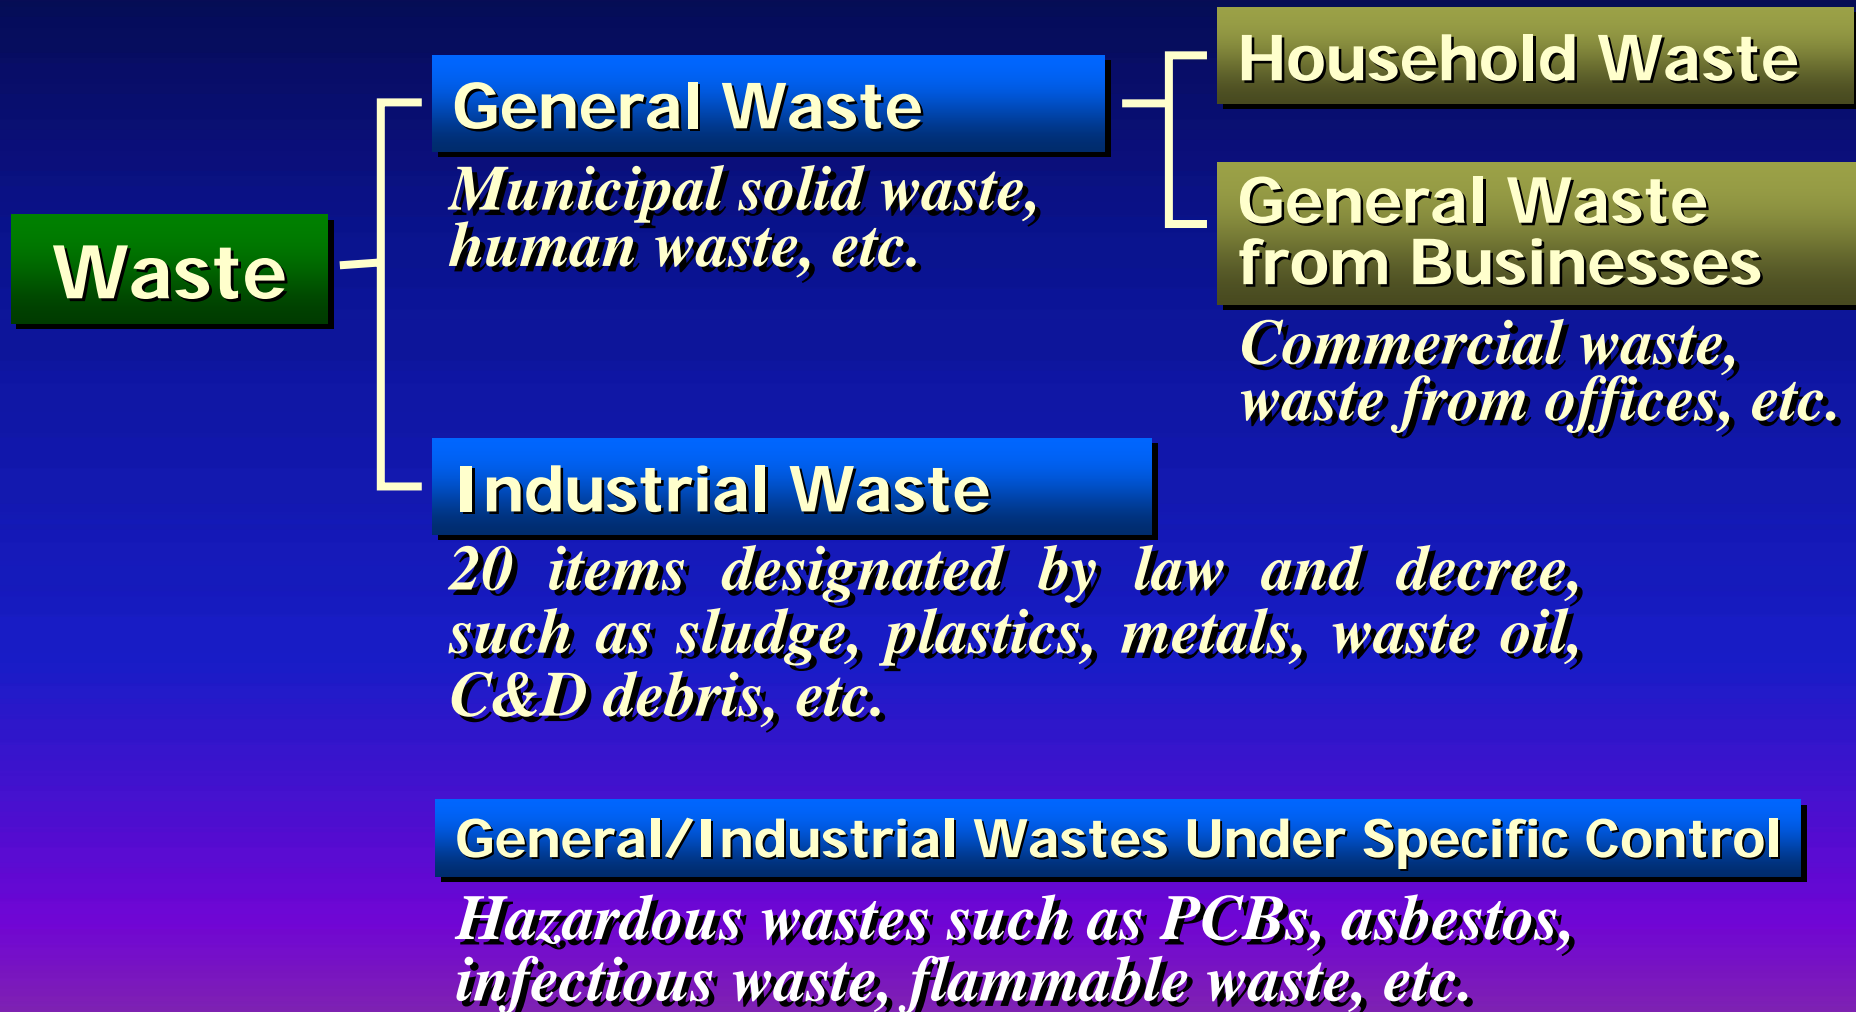 Household Waste
General Waste
Municipal solid waste,
human waste, etc.
General Waste
from Businesses
Waste
Commercial waste,
waste from offices, etc.
Industrial Waste
20 items designated by law and decree,
such as sludge, plastics, metals, waste oil,
C&D debris, etc.
General/Industrial Wastes Under Specific Control
Hazardous wastes such as PCBs, asbestos,
infectious waste, flammable waste, etc.